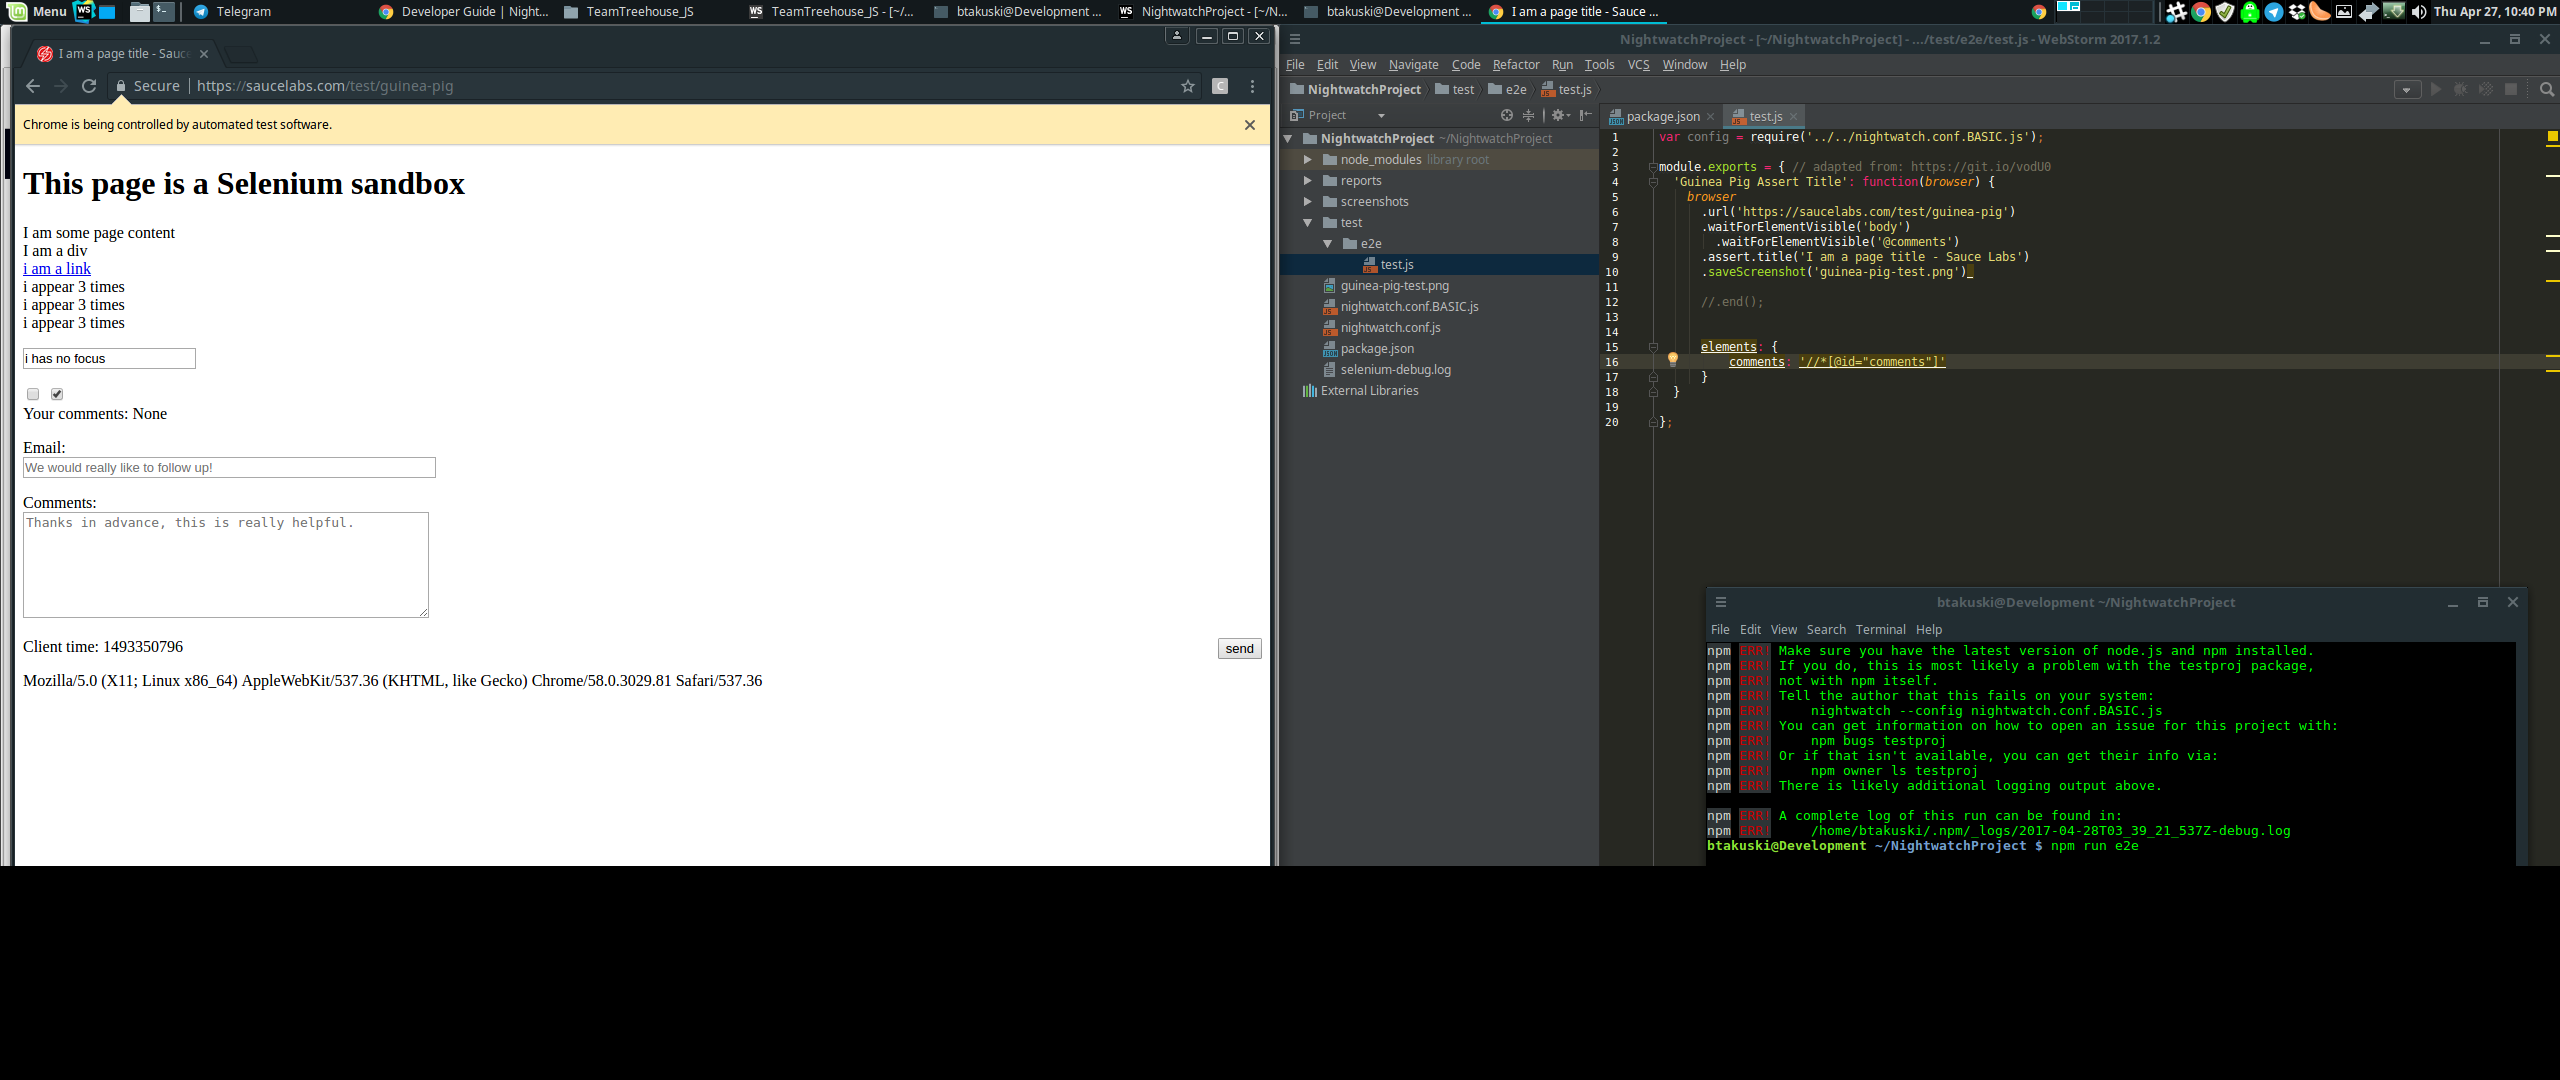 Menu
Telegram
Developer Guide | Night...
TeamTreehouse_JS
TeamTreehouse_JS - [~/...
btakuski@Development ...
NightwatchProject - [~/N...
btakuski@Development ...
I am a page title - Sauce ...
Thu Apr 27, 10:40 PM
I am a page title - Sauc
Secure
https://saucelabs.com/test/guinea-pig
Chrome is being controlled by automated test software.
This page is a Selenium sandbox
I am some page content
I am a div
i am a link
i appear 3 times
i appear 3 times
i appear 3 times
i has no focus
Your comments: None
Email:
We would really like to follow up!
Comments:
Thanks in advance, this is really helpful.
Client time: 1493350796
send
Mozilla/5.0 (X11; Linux x86_64) AppleWebKit/537.36 (KHTML, like Gecko) Chrome/58.0.3029.81 Safari/537.36
NightwatchProject - [~/NightwatchProject] - .../test/e2e/test.js - WebStorm 2017.1.2
File Edit View Navigate Code Refactor Run Tools VCS Window Help
NightwatchProject test e2e test.js
Project
NightwatchProject ~/NightwatchProject
node_modules library root
reports
screenshots
test
e2e
test.js
guinea-pig-test.png
nightwatch.conf.BASIC.js
nightwatch.conf.js
package.json
selenium-debug.log
External Libraries
package.json test.js
1 var config = require('../../nightwatch.conf.BASIC.js');
2
3 module.exports = { // adapted from: https://git.io/vodU0
4 'Guinea Pig Assert Title': function(browser) {
5 browser
6 .url('https://saucelabs.com/test/guinea-pig')
7 .waitForElementVisible('body')
8 .waitForElementVisible('@comments')
9 .assert.title('I am a page title - Sauce Labs')
10 .saveScreenshot('guinea-pig-test.png')
11
12 //.end();
13
14
15 elements: {
16 comments: '//*[@id="comments"]'
17 }
18 }
19
20 };
btakuski@Development ~/NightwatchProject
File Edit View Search Terminal Help
npm ERR! Make sure you have the latest version of node.js and npm installed.
npm ERR! If you do, this is most likely a problem with the testproj package,
npm ERR! not with npm itself.
npm ERR! Tell the author that this fails on your system:
npm ERR! nightwatch --config nightwatch.conf.BASIC.js
npm ERR! You can get information on how to open an issue for this project with:
npm ERR! npm bugs testproj
npm ERR! Or if that isn't available, you can get their info via:
npm ERR! npm owner ls testproj
npm ERR! There is likely additional logging output above.
npm ERR! A complete log of this run can be found in:
npm ERR! /home/btakuski/.npm/_logs/2017-04-28T03_39_21_537Z-debug.log
btakuski@Development ~/NightwatchProject $ npm run e2e